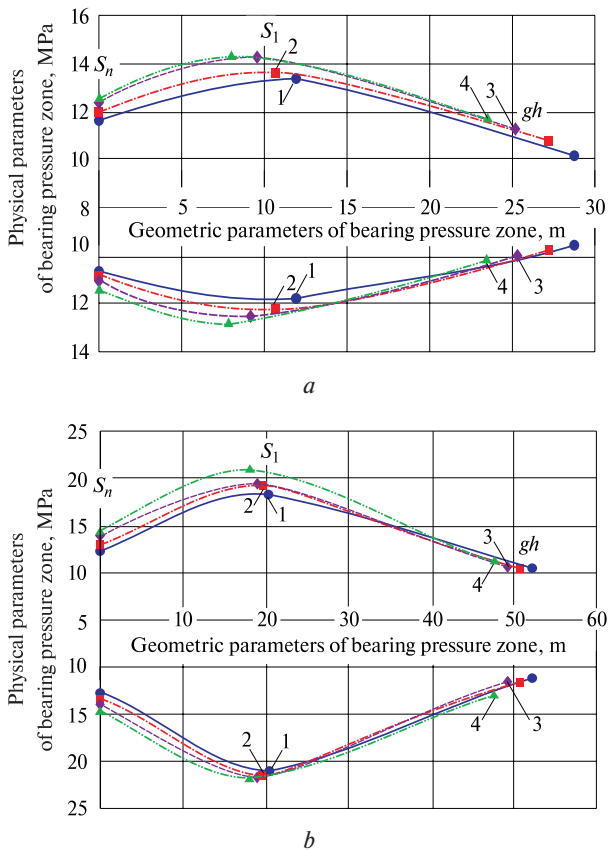 16
S1
14
Sn
2
1
4 3 gh
12
10
8
5 10 15 20 25 30
Geometric parameters of bearing pressure zone, m
Physical parameters
of bearing pressure zone, MPa
10
2 1
4 3
12
14
a
25
S1
20
Sn
2 1
15
3 gh
4
10
5
10 20 30 40 50 60
Geometric parameters of bearing pressure zone, m
Physical parameters
of bearing pressure zone, MPa
10
15
4 3
2 1
20
25
b